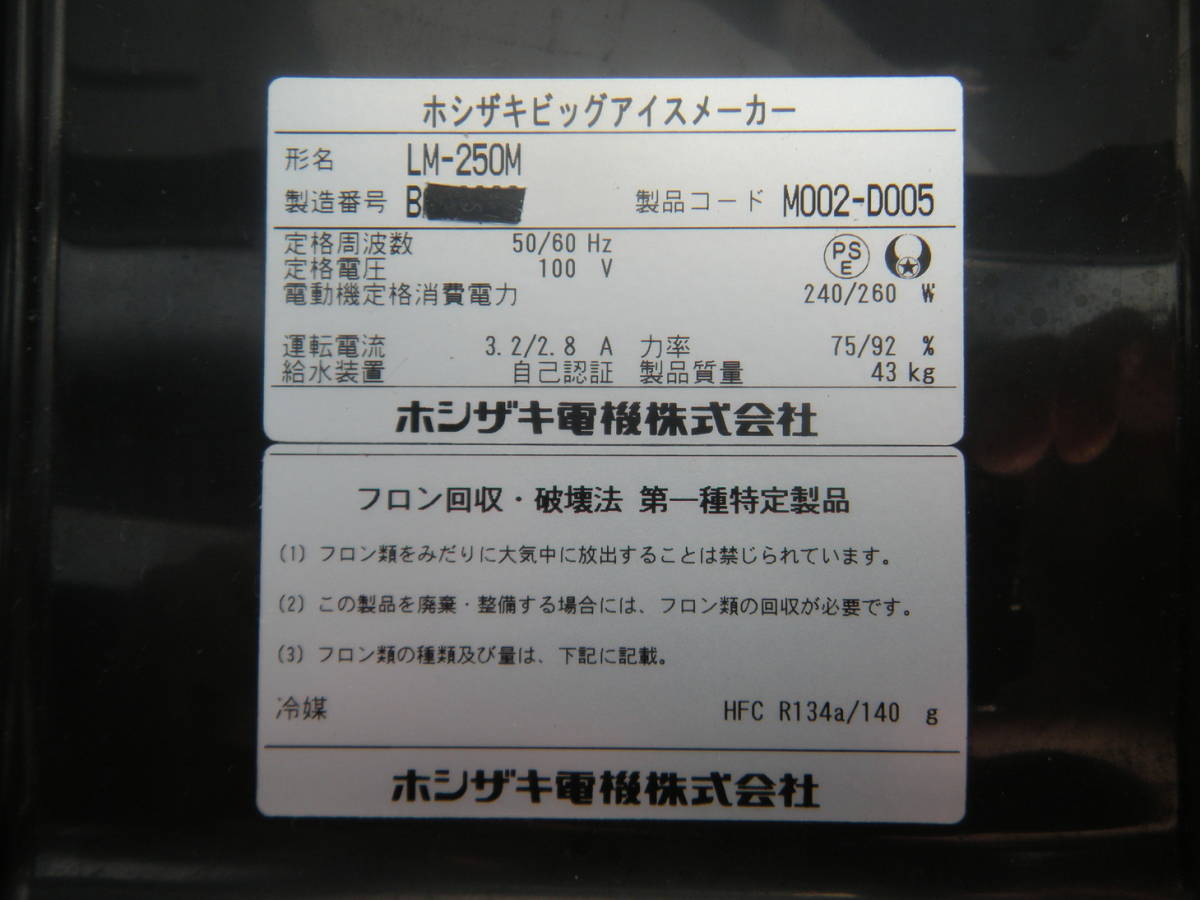 ホシザキビッグアイスメーカー
形名 LM-250M
製造番号 B 製品コード M002-D005
定格周波数 50/60 Hz
定格電圧 100 V
PS E
電動機定格消費電力 240/260 W
運転電流 3.2/2.8 A 力率 75/92 %
給水装置 自己認証 製品質量 43 kg
ホシザキ電機株式会社
フロン回収・破壊法 第一種特定製品
(1) フロン類をみだりに大気中に放出することは禁じられています。
(2) この製品を廃棄・整備する場合には、フロン類の回収が必要です。
(3) フロン類の種類及び量は、下記に記載。
冷媒 HFC R134a/140 g
ホシザキ電機株式会社